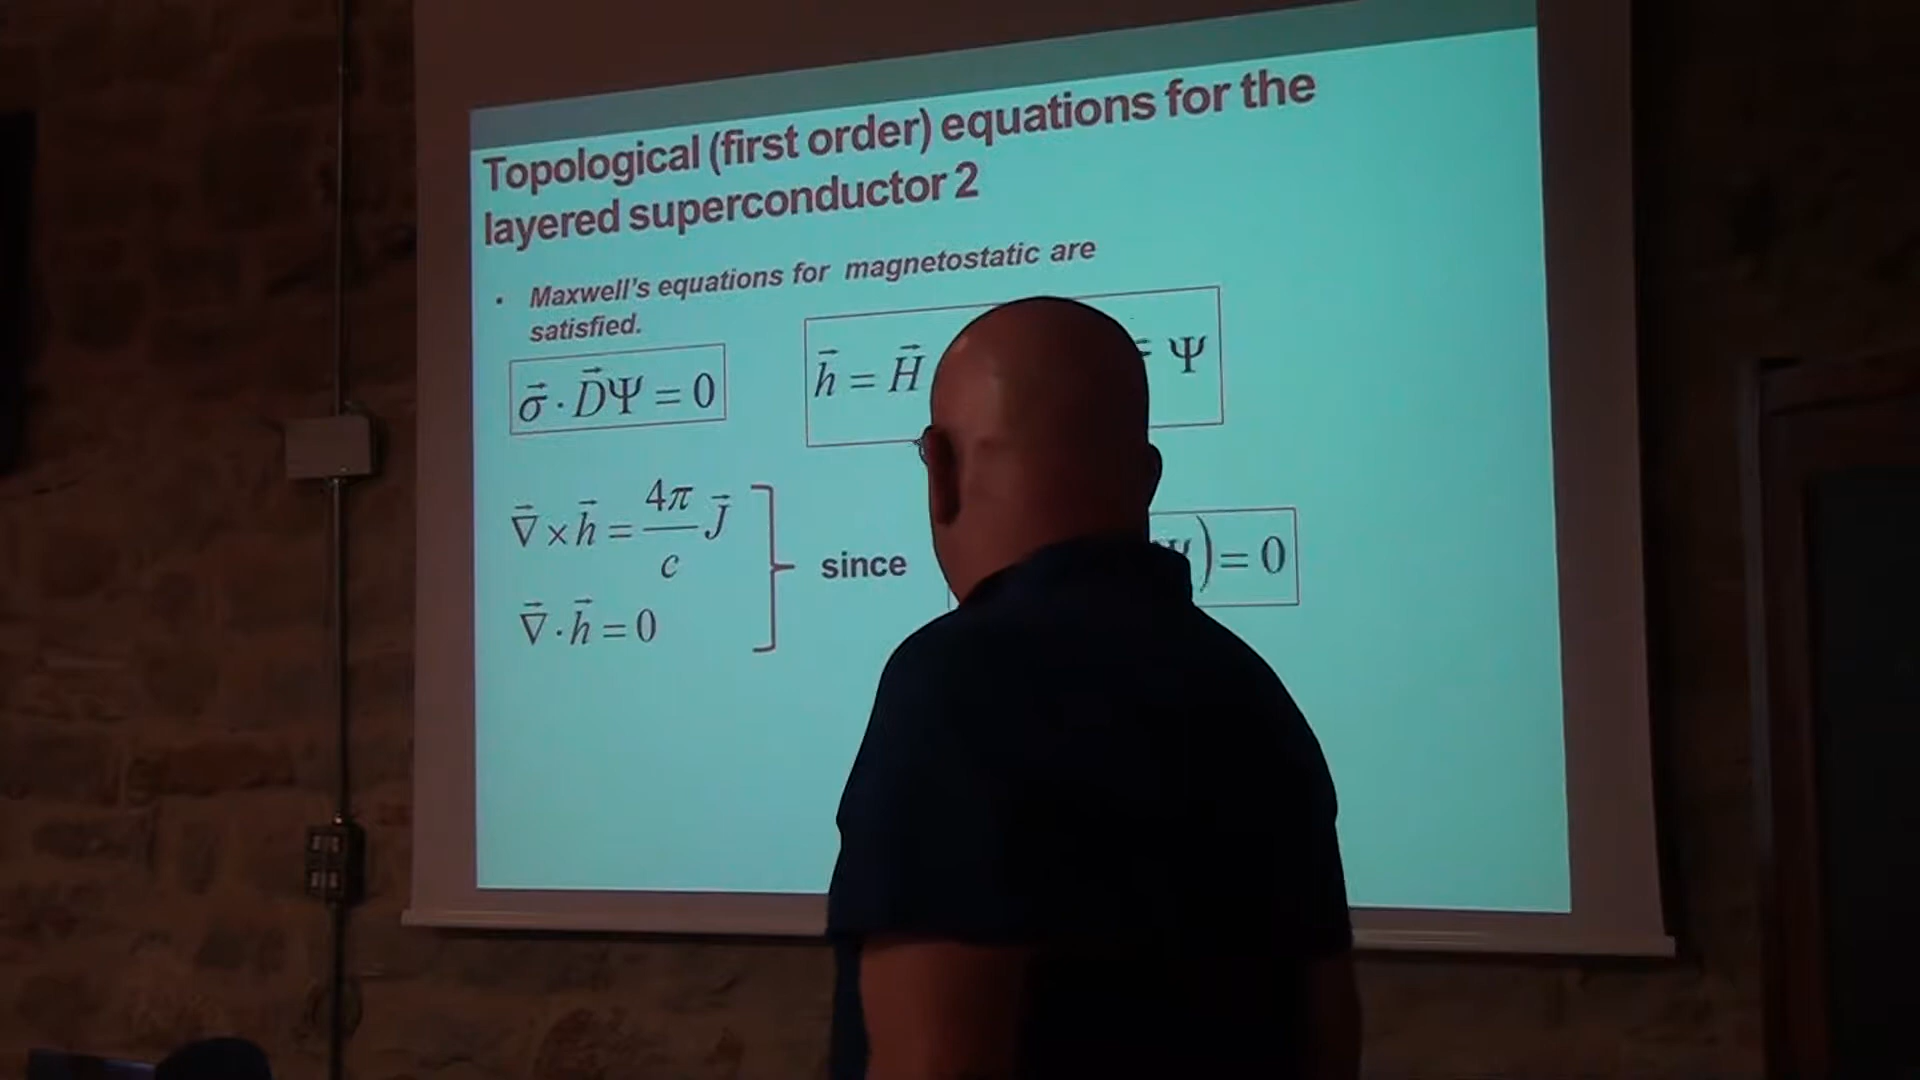 Topological (first order) equations for the
layered superconductor 2
• Maxwell's equations for magnetostatic are
satisfied.
σ⃗ · D⃗Ψ = 0
h⃗ = H⃗
= Ψ
∇⃗ × h⃗ = 4π/c J⃗
∇⃗ · h⃗ = 0
since
Ψ) = 0